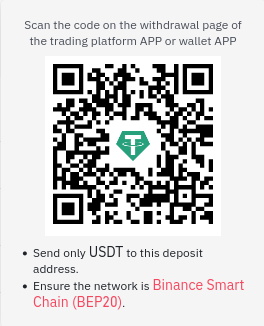 Scan the code on the withdrawal page of
the trading platform APP or wallet APP
• Send only USDT to this deposit
address.
• Ensure the network is Binance Smart
Chain (BEP20).